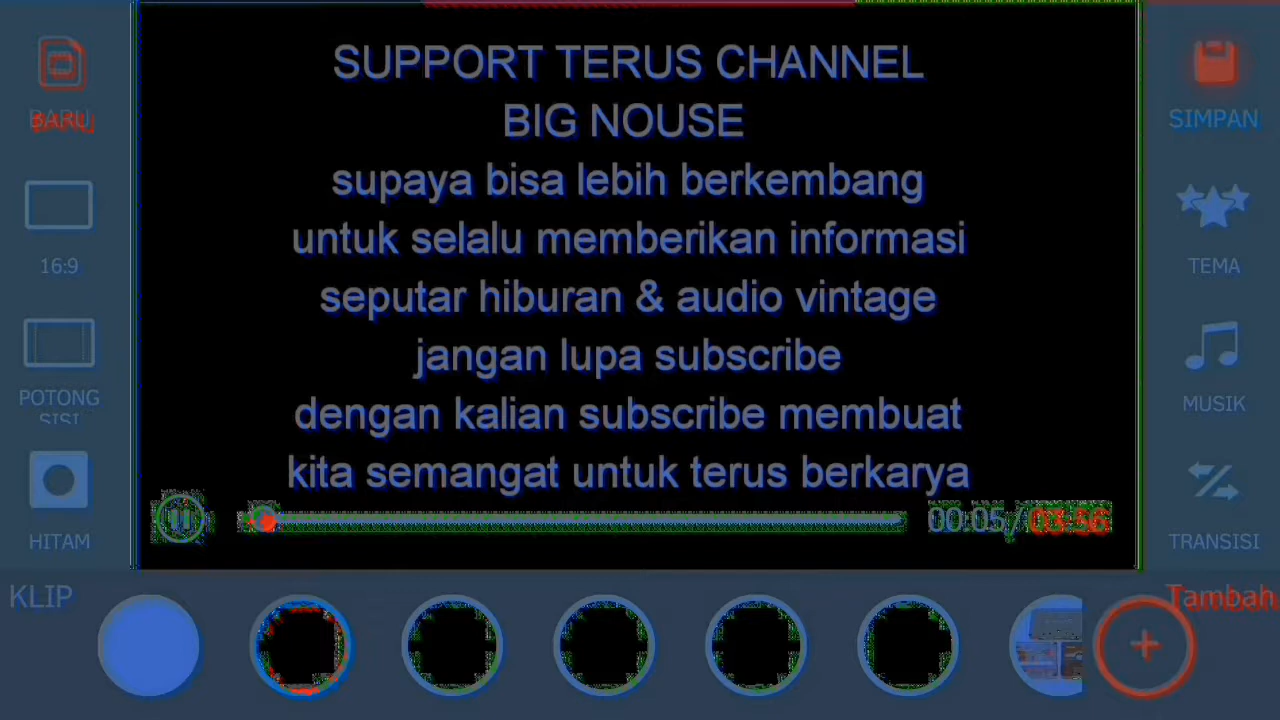 SUPPORT TERUS CHANNEL
BIG NOUSE
supaya bisa lebih berkembang
untuk selalu memberikan informasi
seputar hiburan & audio vintage
jangan lupa subscribe
dengan kalian subscribe membuat
kita semangat untuk terus berkarya
00:05/03:56
BARU
16:9
POTONG
SISI
HITAM
SIMPAN
TEMA
MUSIK
TRANSISI
KLIP
Tambah